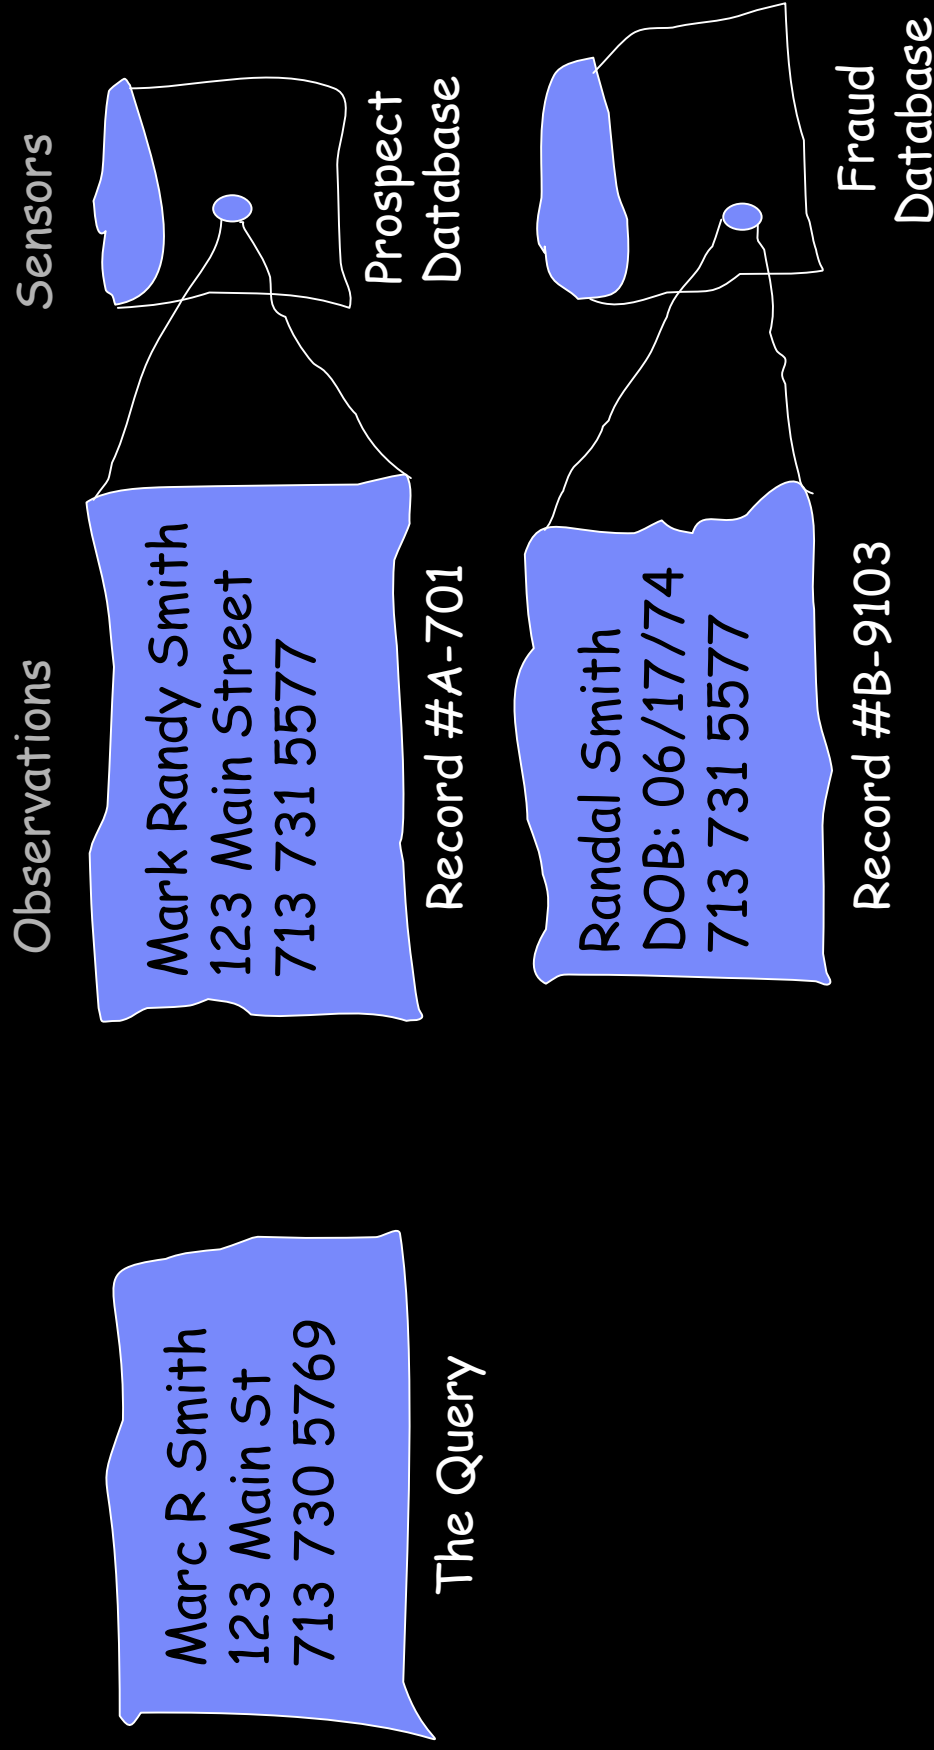 Observations
Sensors
Marc R Smith
123 Main St
713 730 5769
The Query
Mark Randy Smith
123 Main Street
713 731 5577
Record #A-701
Prospect
Database
Randal Smith
DOB: 06/17/74
713 731 5577
Record #B-9103
Fraud
Database